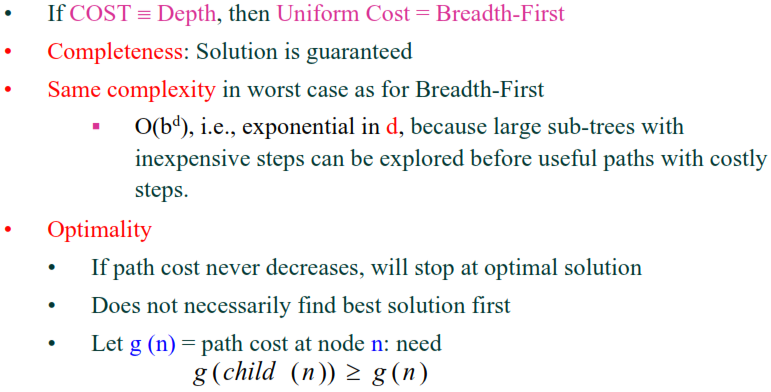 • If COST ≡ Depth, then Uniform Cost = Breadth-First
• Completeness: Solution is guaranteed
• Same complexity in worst case as for Breadth-First
▪ O(bᵈ), i.e., exponential in d, because large sub-trees with
inexpensive steps can be explored before useful paths with costly
steps.
• Optimality
• If path cost never decreases, will stop at optimal solution
• Does not necessarily find best solution first
• Let g (n) = path cost at node n: need
g (child (n)) ≥ g (n)